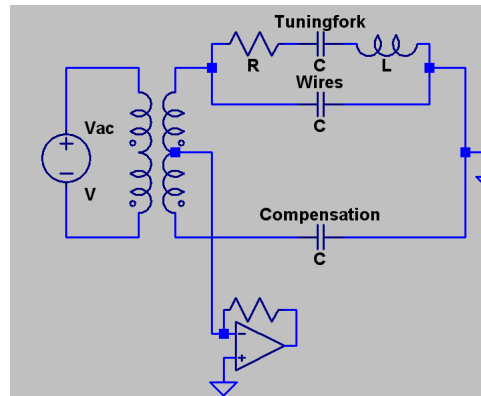 Tuningfork
R
C
L
Wires
C
Vac
V
+
−
Compensation
C
−
+